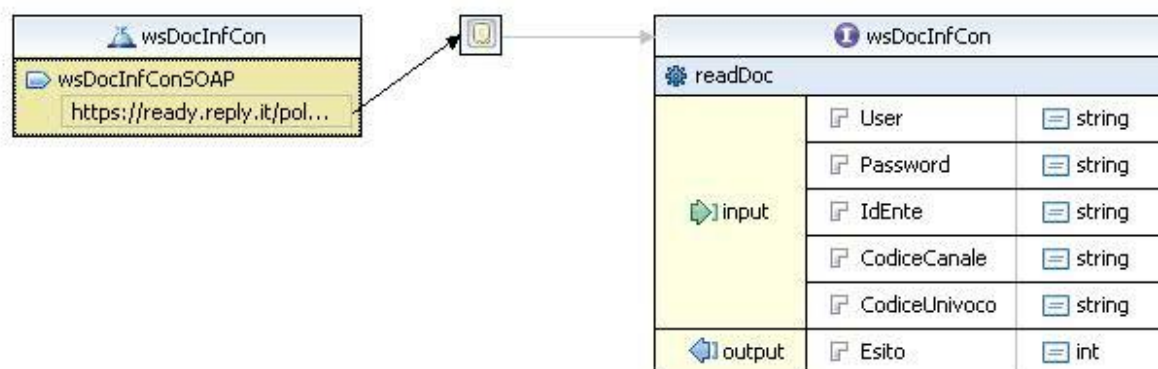 wsDocInfCon
wsDocInfConSOAP
https://ready.reply.it/pol...
wsDocInfCon
readDoc
input
User string
Password string
IdEnte string
CodiceCanale string
CodiceUnivoco string
output Esito int